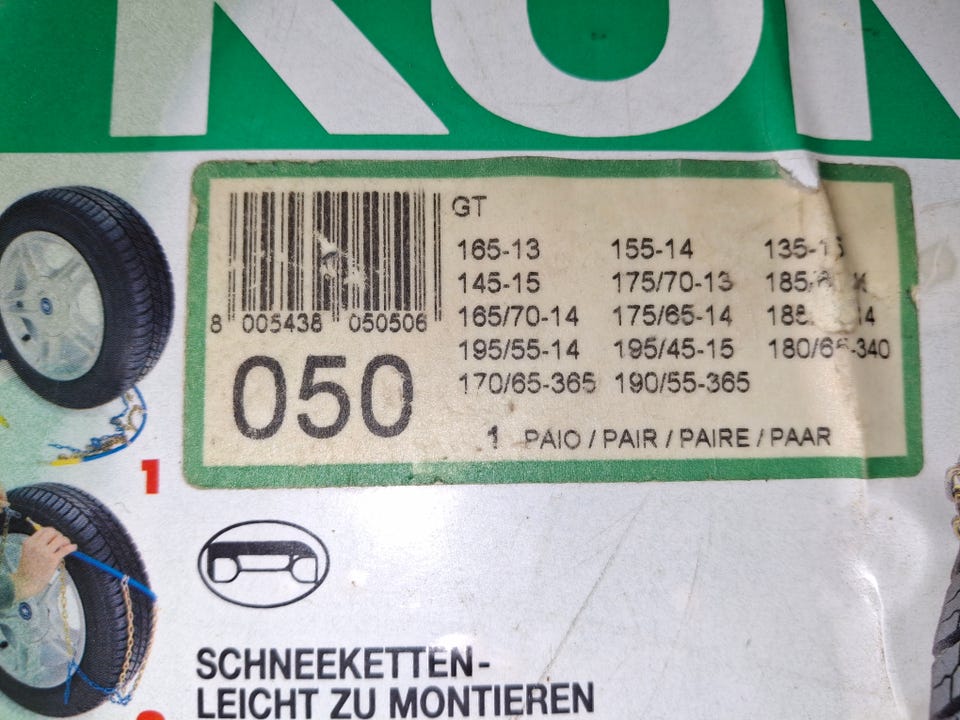 KÖN
GT
165-13 155-14
145-15 175/70-13
165/70-14 175/65-14
195/55-14 195/45-15
170/65-365 190/55-365
8 005438 050506
050
1 PAIO / PAIR / PAIRE / PAAR
1
SCHNEEKETTEN-
LEICHT ZU MONTIEREN